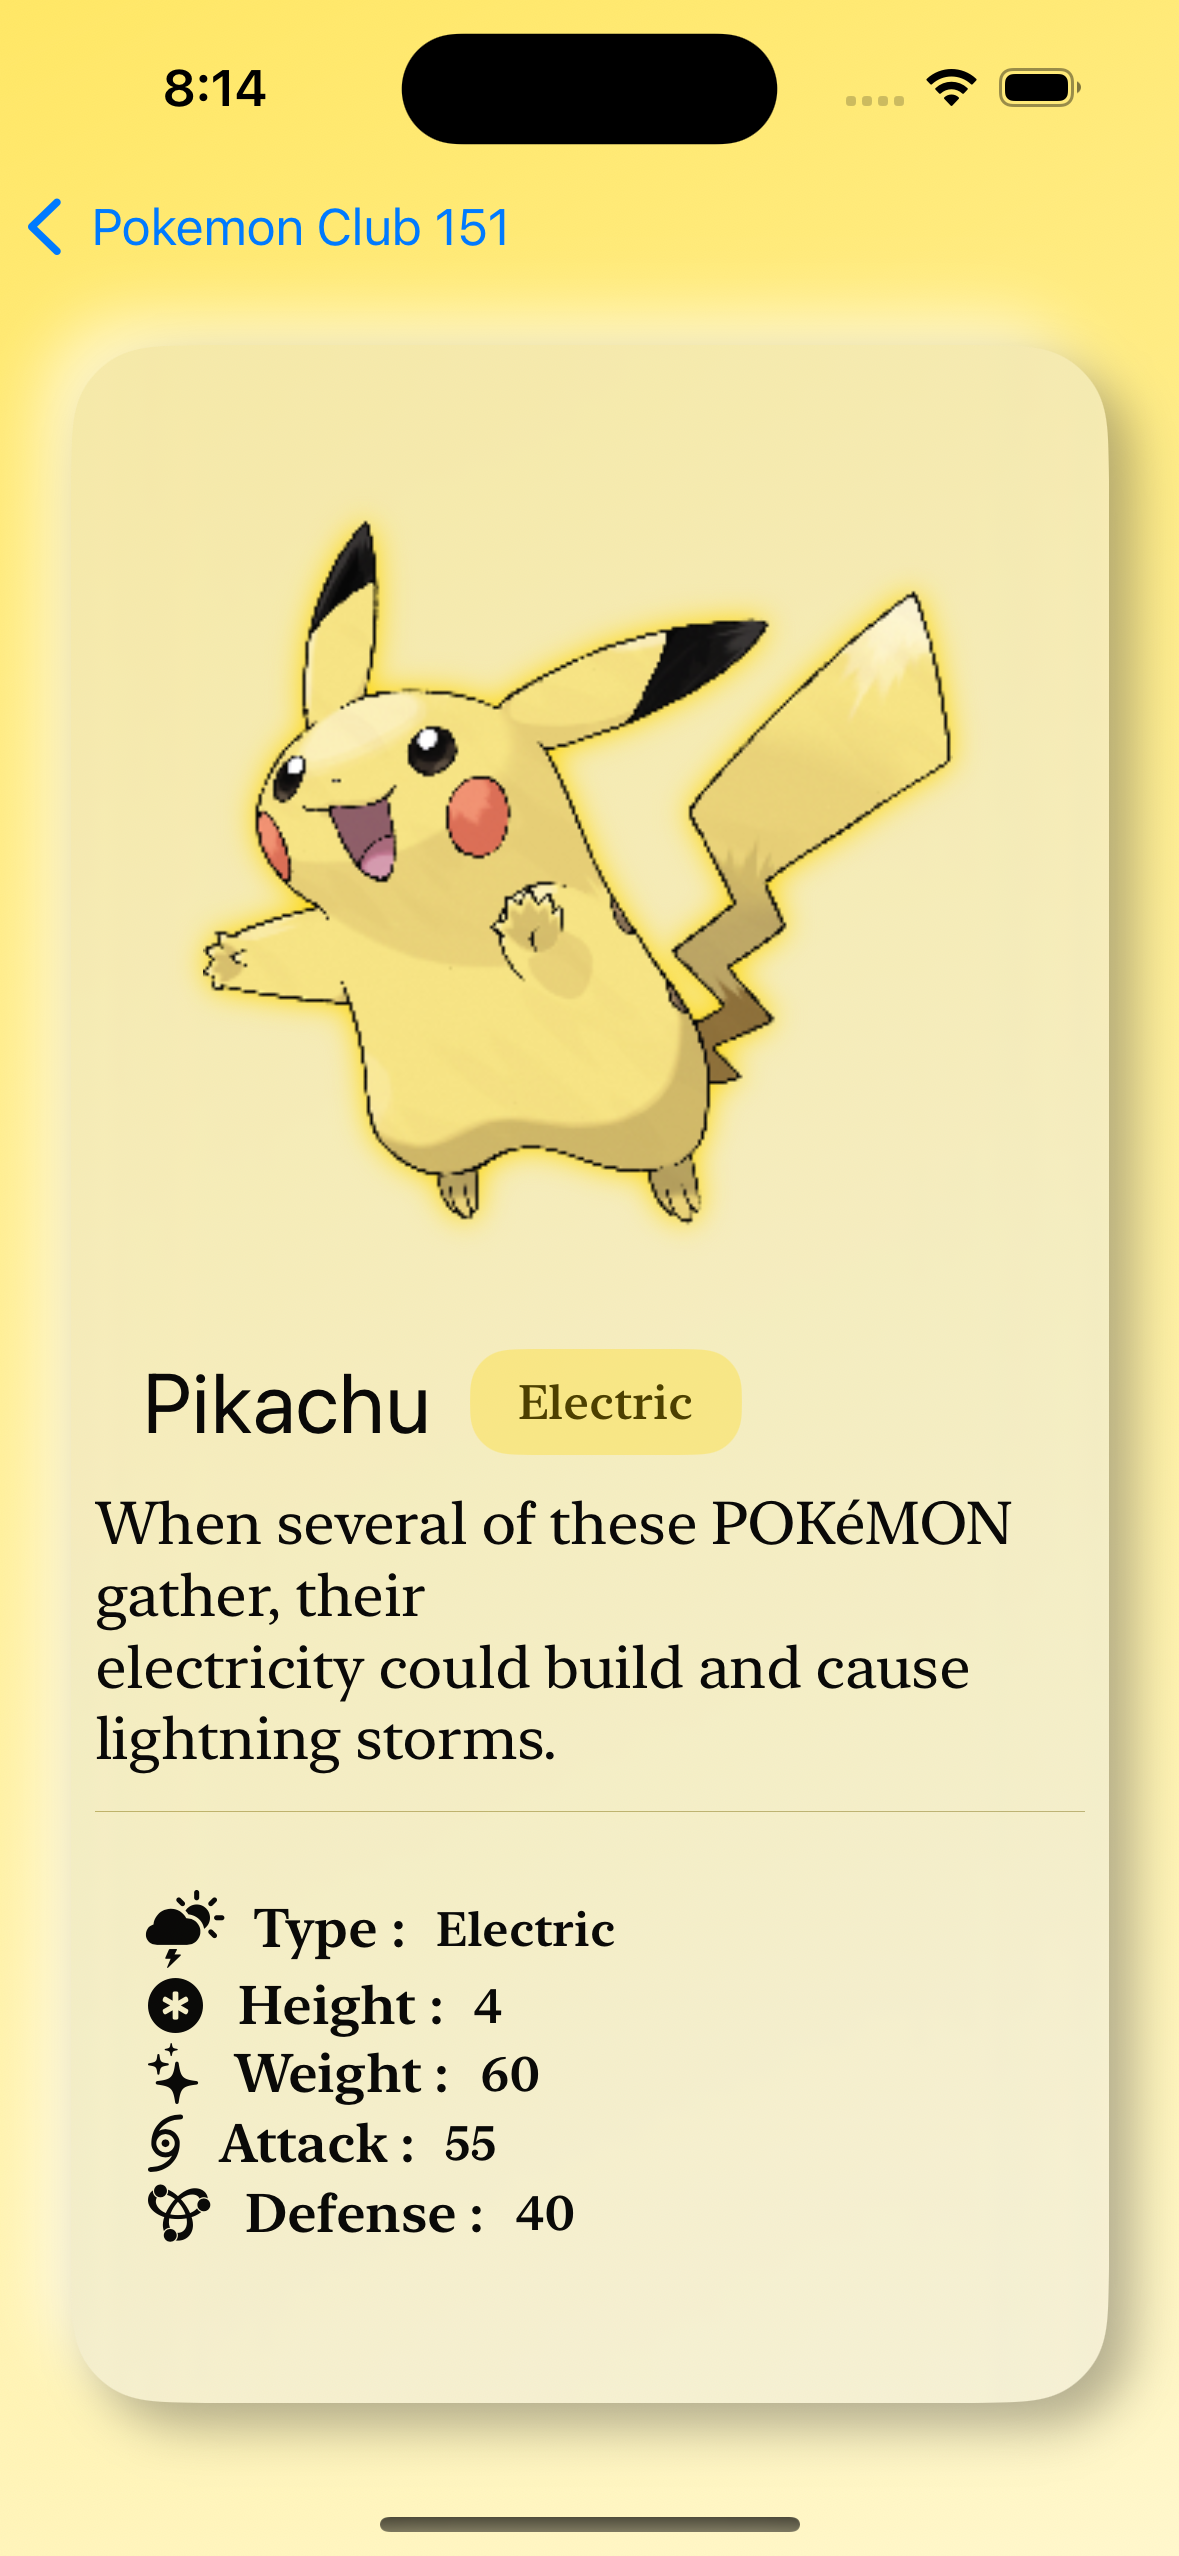 8:14
Pokemon Club 151
Pikachu
Electric
When several of these POKéMON
gather, their
electricity could build and cause
lightning storms.
Type : Electric
Height : 4
Weight : 60
Attack : 55
Defense : 40